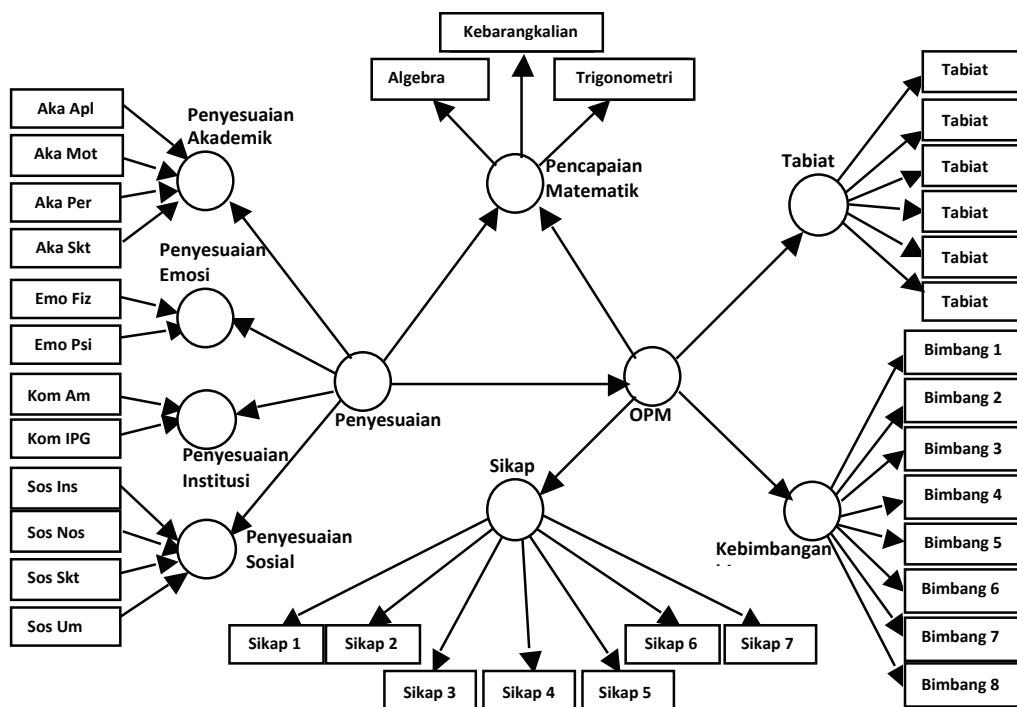 Kebarangkalian
Algebra
Trigonometri
Aka Apl
Aka Mot
Aka Per
Aka Skt
Penyesuaian
Akademik
Pencapaian
Matematik
Tabiat
Tabiat
Tabiat
Tabiat
Tabiat
Tabiat
Tabiat
Penyesuaian
Emosi
Emo Fiz
Emo Psi
Kom Am
Kom IPG
Penyesuaian
Institusi
Penyesuaian
OPM
Sos Ins
Sos Nos
Sos Skt
Sos Um
Penyesuaian
Sosial
Sikap
Sikap 1
Sikap 2
Sikap 3
Sikap 4
Sikap 5
Sikap 6
Sikap 7
Kebimbangan
Bimbang 1
Bimbang 2
Bimbang 3
Bimbang 4
Bimbang 5
Bimbang 6
Bimbang 7
Bimbang 8